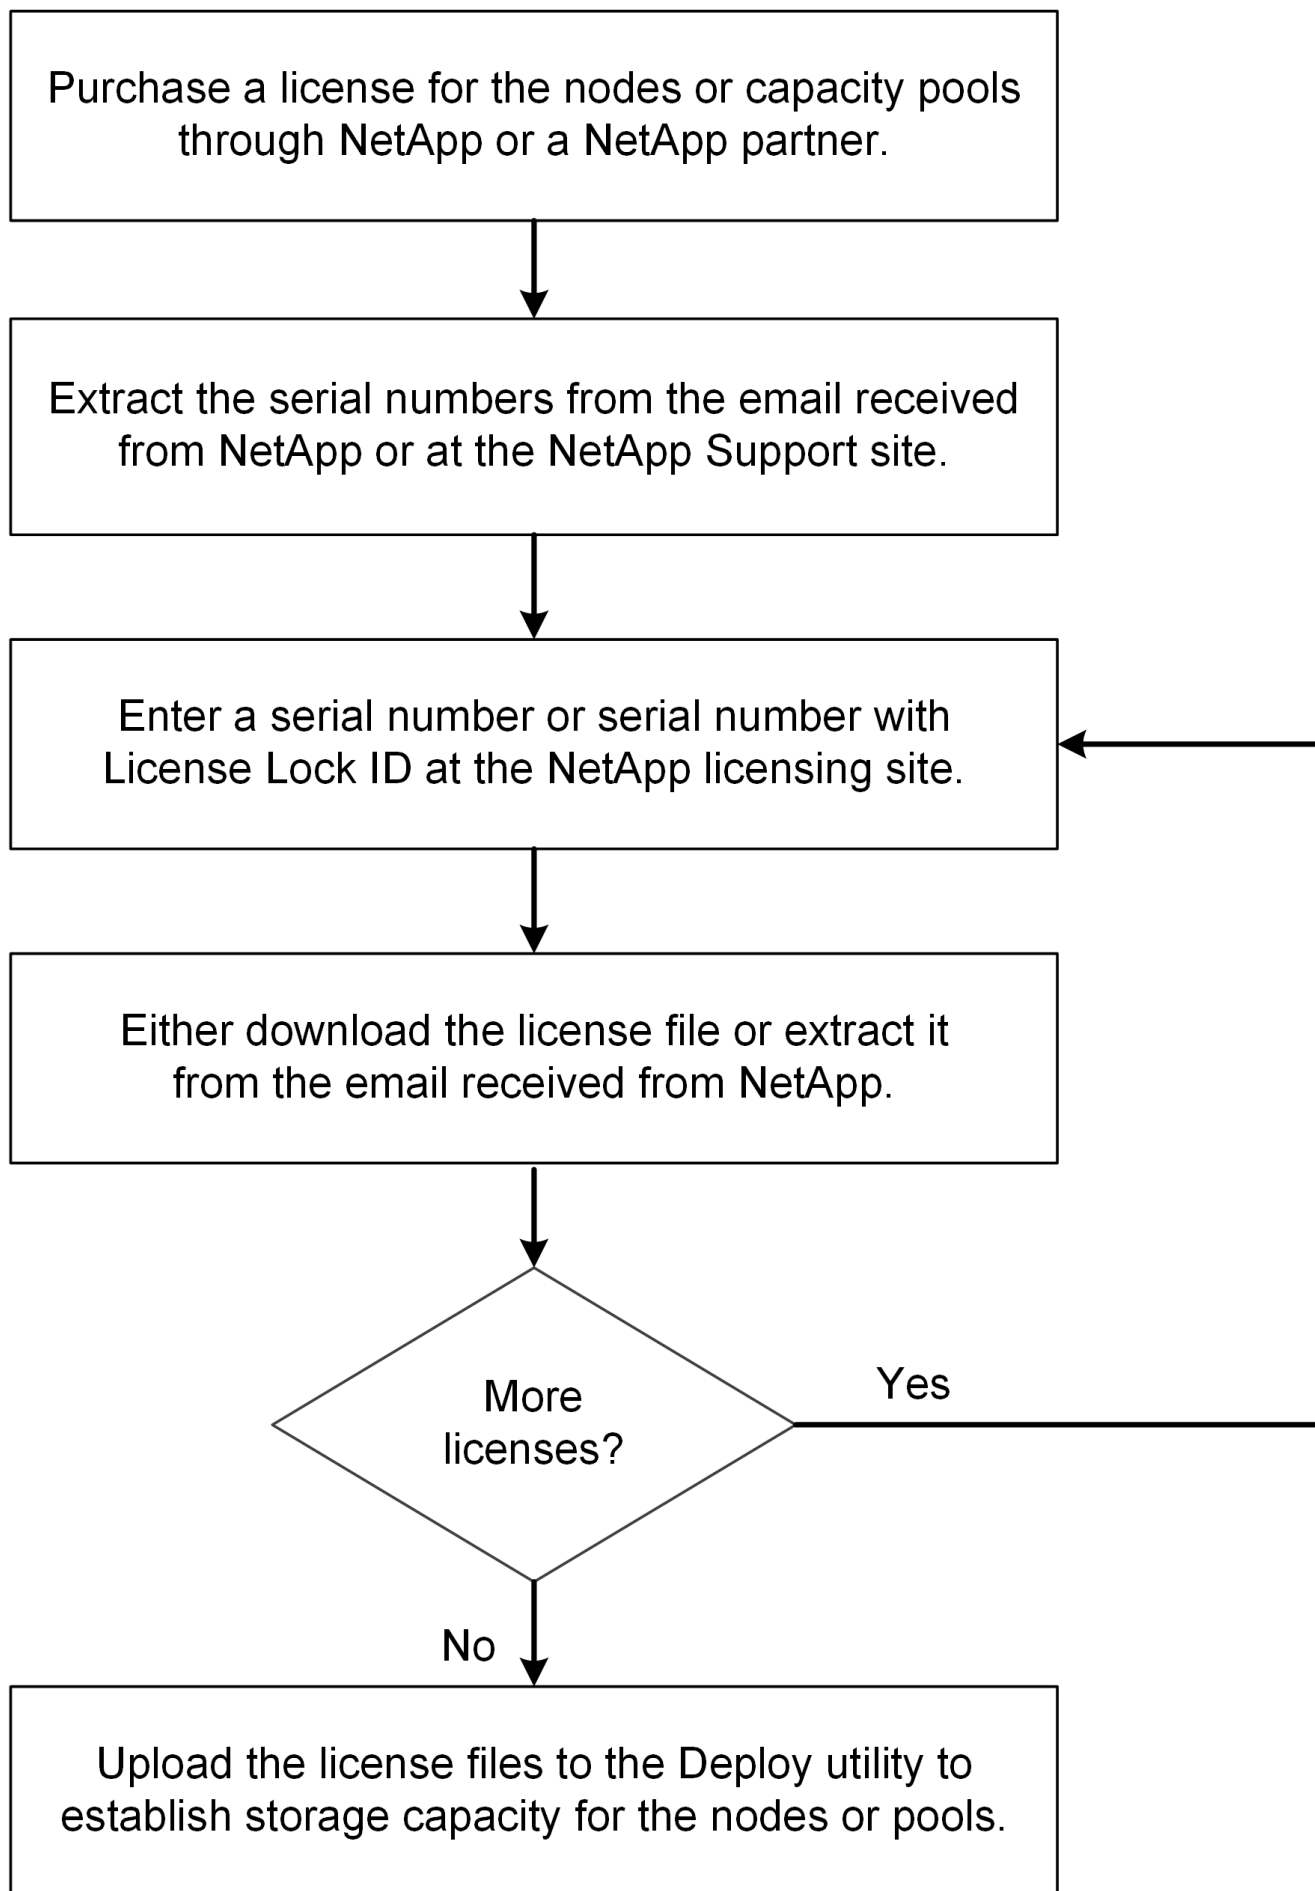 Purchase a license for the nodes or capacity pools
through NetApp or a NetApp partner.
Extract the serial numbers from the email received
from NetApp or at the NetApp Support site.
Enter a serial number or serial number with
License Lock ID at the NetApp licensing site.
Either download the license file or extract it
from the email received from NetApp.
More
licenses?
Yes
No
Upload the license files to the Deploy utility to
establish storage capacity for the nodes or pools.